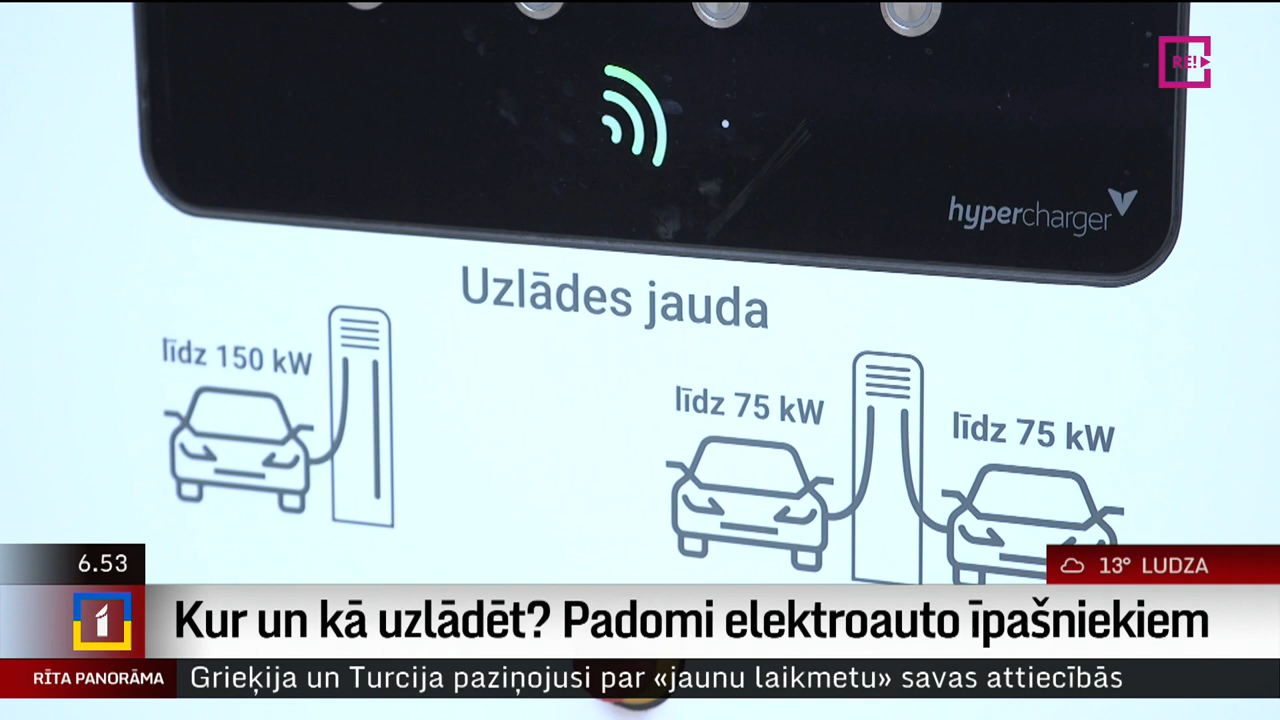 RE!
hypercharger
Uzlādes jauda
līdz 150 kW
līdz 75 kW
līdz 75 kW
6.53
13° LUDZA
1
Kur un kā uzlādēt? Padomi elektroauto īpašniekiem
RĪTA PANORĀMA
Grieķija un Turcija paziņojusi par «jaunu laikmetu» savas attiecībās